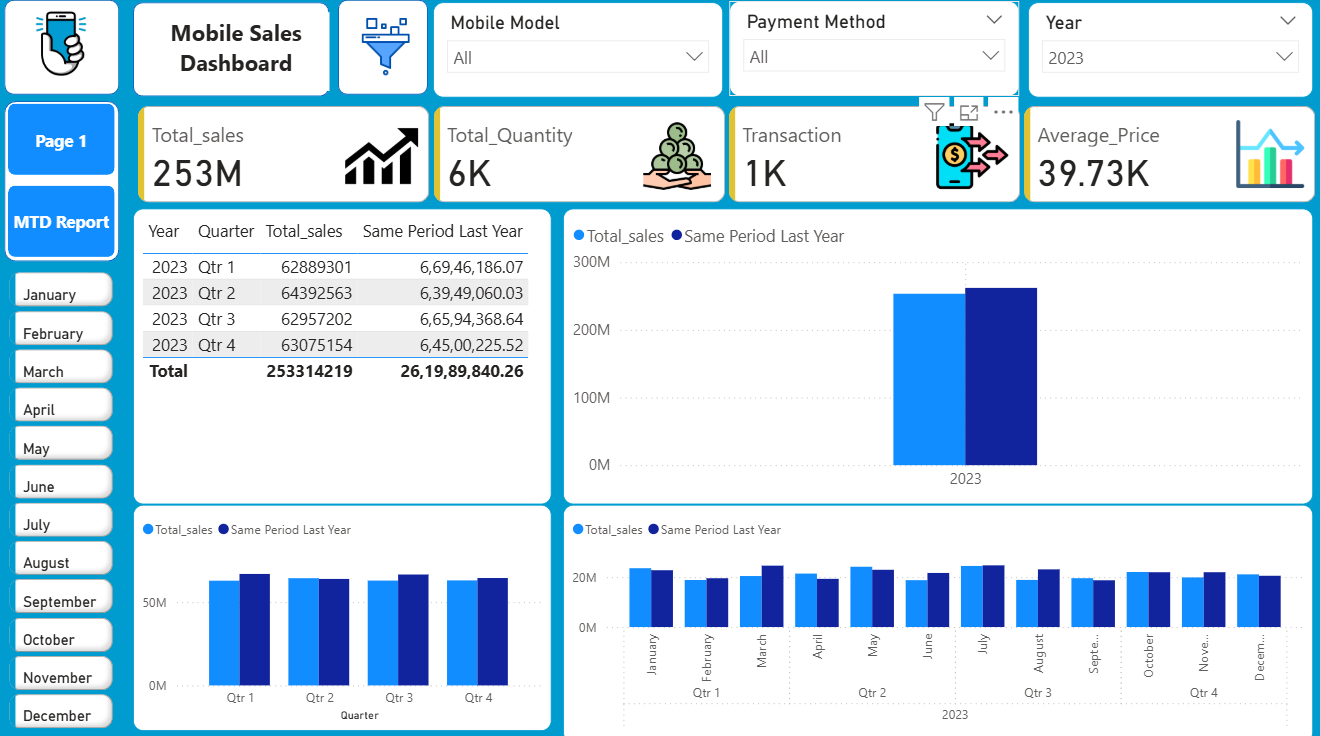 Mobile Sales
Dashboard
Mobile Model
All
Payment Method
All
Year
2023
Page 1
MTD Report
January
February
March
April
May
June
July
August
September
October
November
December
Total_sales
253M
Total_Quantity
6K
Transaction
1K
$
Average_Price
39.73K
Year Quarter Total_sales Same Period Last Year
2023 Qtr 1 62889301 6,69,46,186.07
2023 Qtr 2 64392563 6,39,49,060.03
2023 Qtr 3 62957202 6,65,94,368.64
2023 Qtr 4 63075154 6,45,00,225.52
Total 253314219 26,19,89,840.26
Total_sales Same Period Last Year
300M
200M
100M
0M
2023
Total_sales Same Period Last Year
50M
0M
Qtr 1 Qtr 2 Qtr 3 Qtr 4
Quarter
Total_sales Same Period Last Year
20M
0M
January February March April May June July August Septe... October Nove... Decem...
Qtr 1 Qtr 2 Qtr 3 Qtr 4
2023